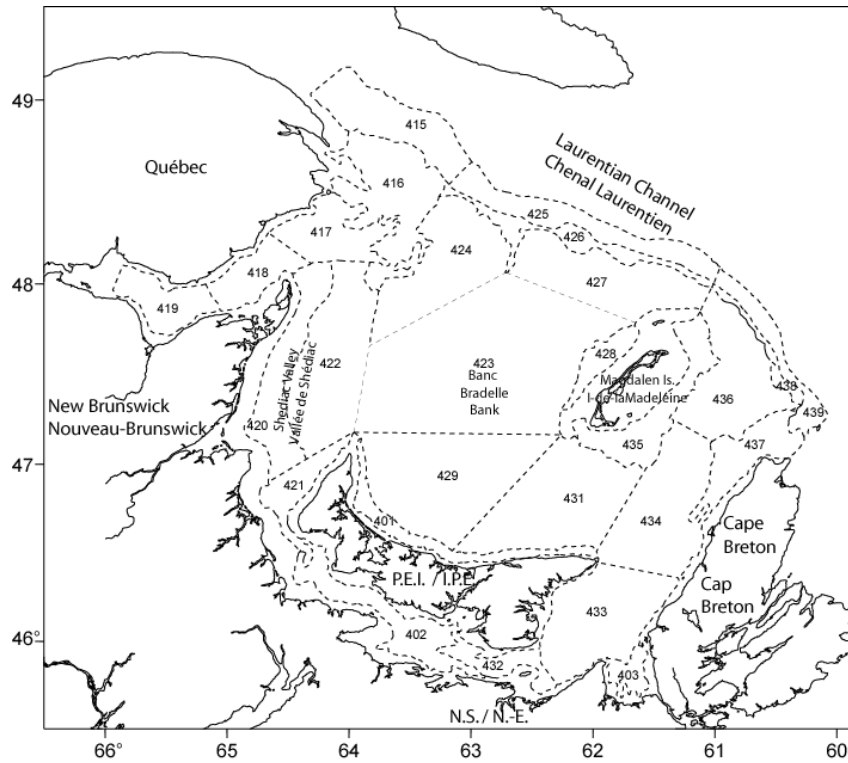 49
415
Laurentian Channel
Chenal Laurentien
Québec
416
425
417
426
424
48
418
427
419
422
428
423
Banc
Bradelle
Bank
Magdalen Is.
I-de-laMadeleine
436
438
Shediac Valley
Vallée de Shédiac
New Brunswick
Nouveau-Brunswick
420
439
435
437
47
421
429
431
401
434
Cape
Breton
P.E.I. / I.P.E
Cap
Breton
46°
402
433
432
403
N.S. / N.-E.
66°
65
64
63
62
61
60